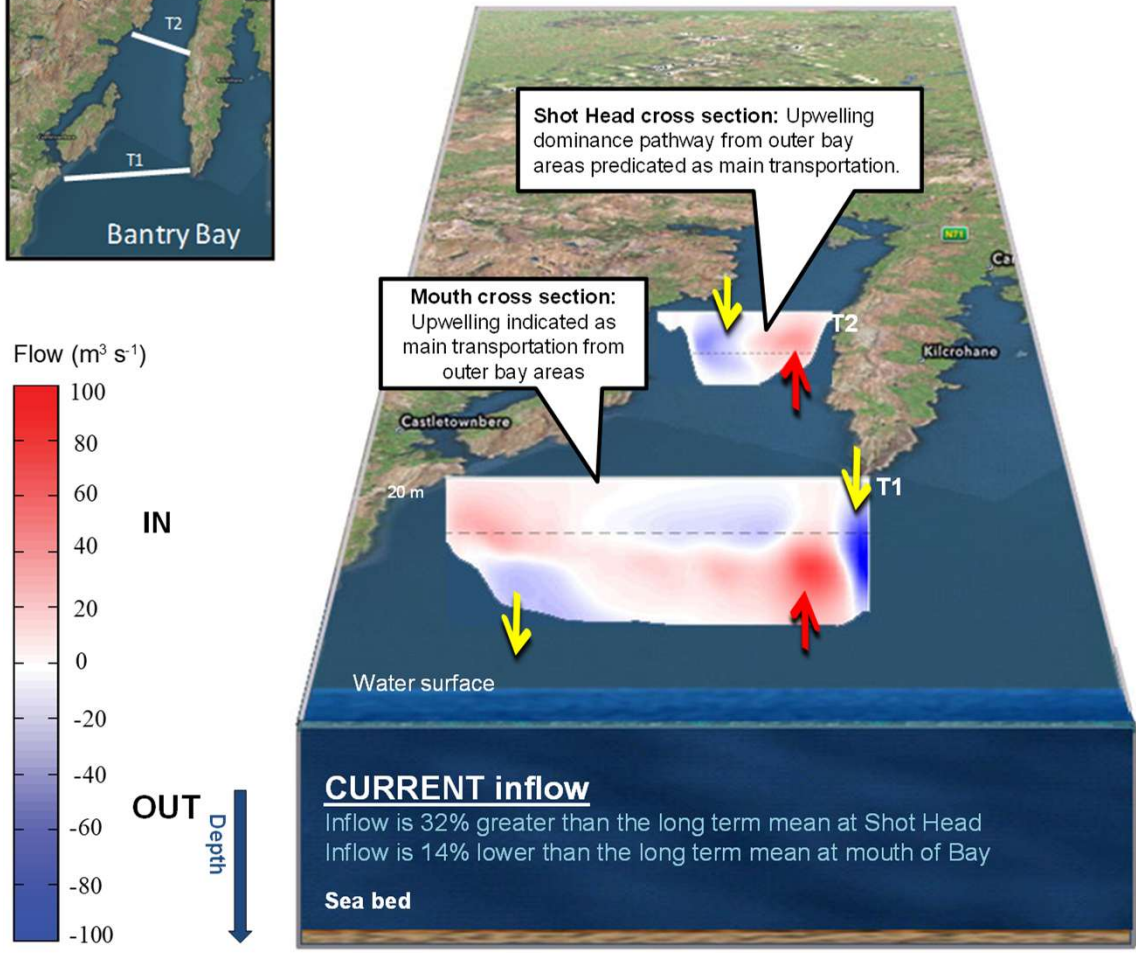 T2
T1
Bantry Bay
Shot Head cross section: Upwelling
dominance pathway from outer bay
areas predicated as main transportation.
N71
Mouth cross section:
Upwelling indicated as
main transportation from
outer bay areas
T2
Kilcrohane
Castletownbere
20 m
T1
Flow (m³ s⁻¹)
100
80
60
40
20
0
-20
-40
-60
-80
-100
IN
OUT
Depth
Water surface
CURRENT inflow
Inflow is 32% greater than the long term mean at Shot Head
Inflow is 14% lower than the long term mean at mouth of Bay
Sea bed